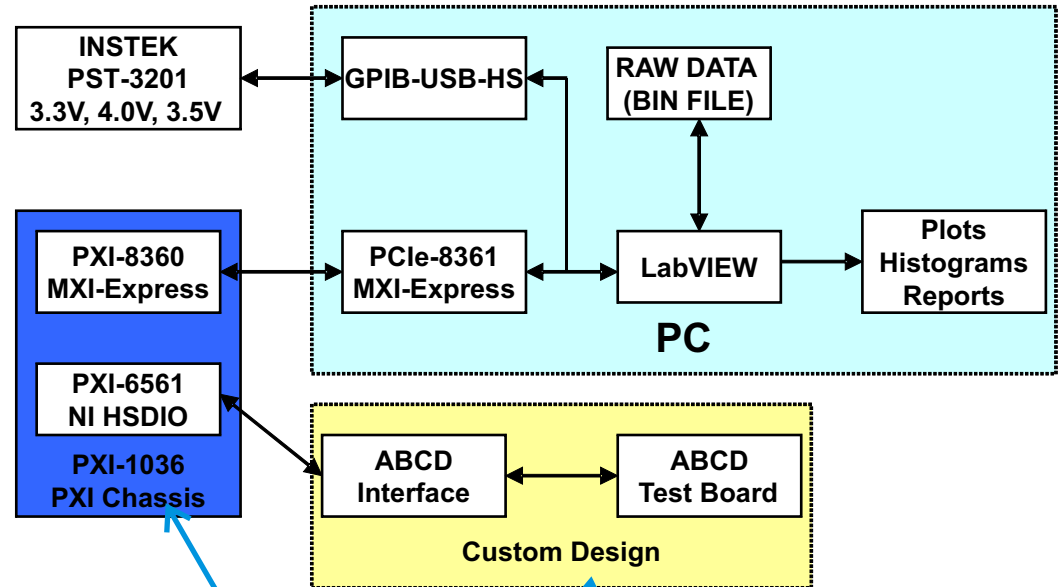 INSTEK
PST-3201
3.3V, 4.0V, 3.5V
GPIB-USB-HS
RAW DATA
(BIN FILE)
PXI-8360
MXI-Express
PCIe-8361
MXI-Express
LabVIEW
Plots
Histograms
Reports
PC
PXI-6561
NI HSDIO
PXI-1036
PXI Chassis
ABCD
Interface
ABCD
Test Board
Custom Design